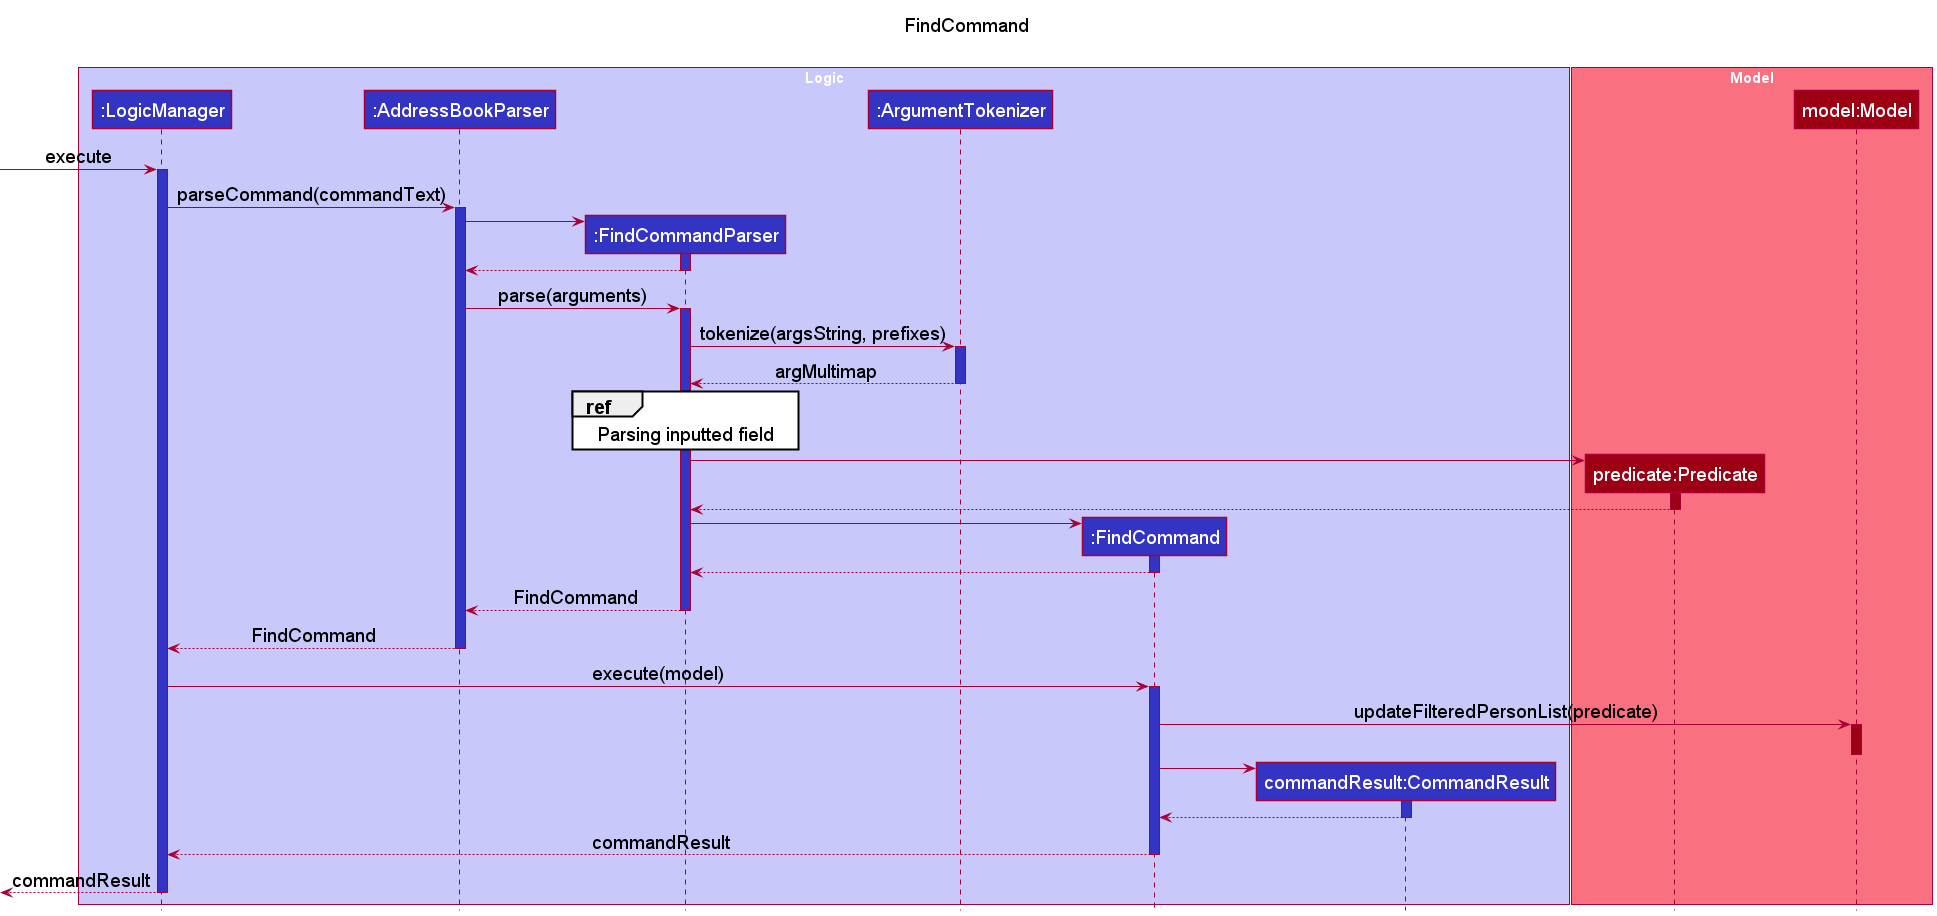 FindCommand
Logic
Model
:LogicManager
:AddressBookParser
:ArgumentTokenizer
model:Model
execute
parseCommand(commandText)
:FindCommandParser
parse(arguments)
tokenize(argsString, prefixes)
argMultimap
ref
Parsing inputted field
predicate:Predicate
:FindCommand
FindCommand
FindCommand
execute(model)
updateFilteredPersonList(predicate)
commandResult:CommandResult
commandResult
commandResult